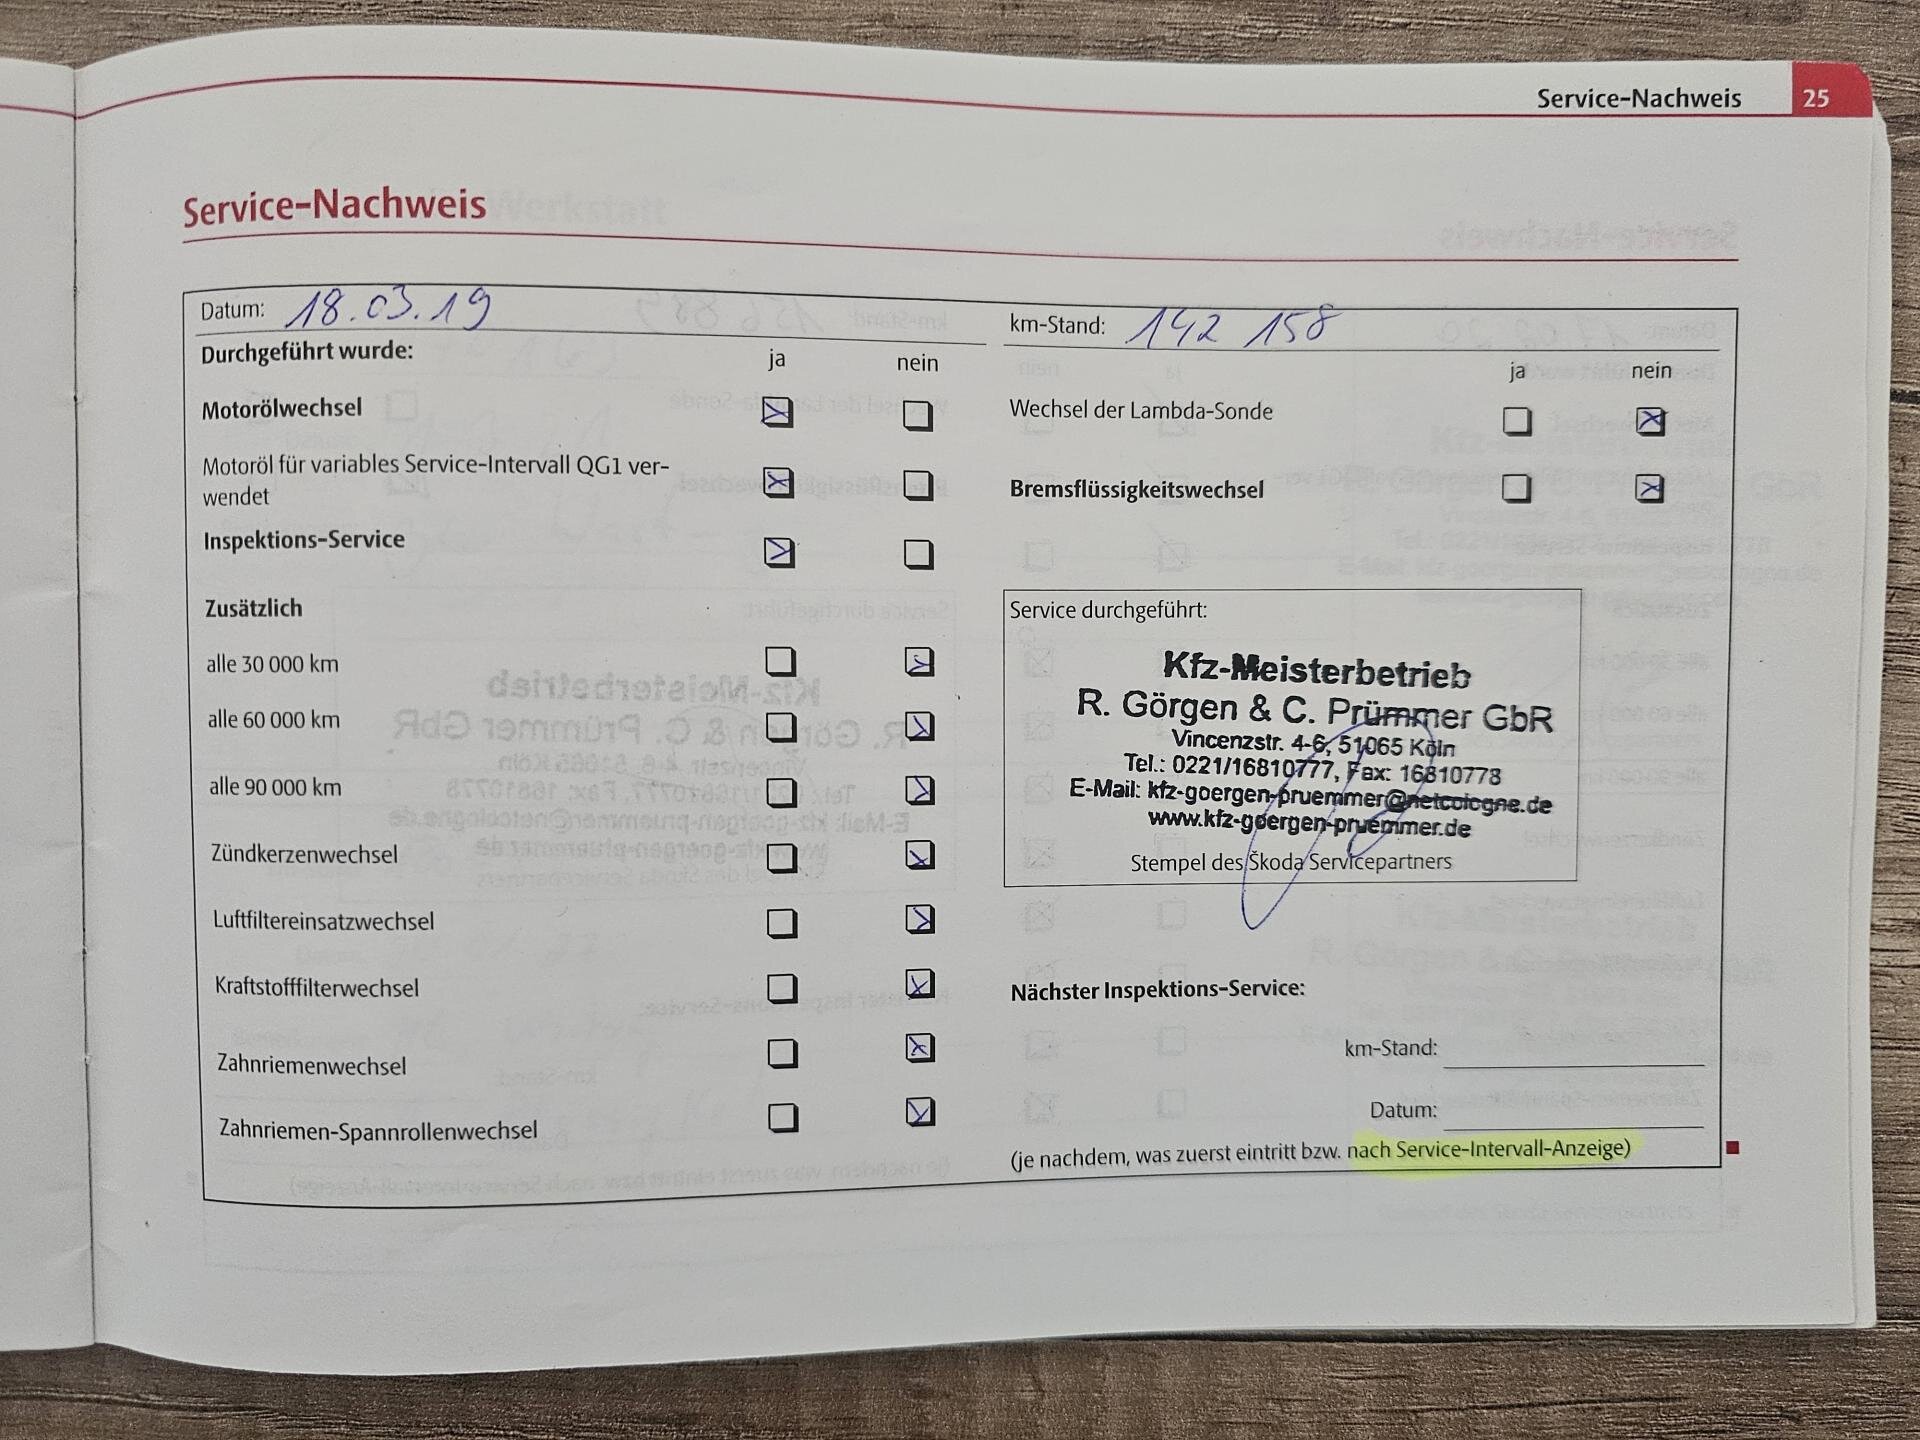 Service-Nachweis 25
Service-Nachweis
Datum: 18.03.19
Durchgeführt wurde: ja nein
Motorölwechsel
Motoröl für variables Service-Intervall QG1 ver-
wendet
Inspektions-Service
Zusätzlich
alle 30 000 km
alle 60 000 km
alle 90 000 km
Zündkerzenwechsel
Luftfiltereinsatzwechsel
Kraftstofffilterwechsel
Zahnriemenwechsel
Zahnriemen-Spannrollenwechsel
km-Stand: 142 158
ja nein
Wechsel der Lambda-Sonde
Bremsflüssigkeitswechsel
Service durchgeführt:
Kfz-Meisterbetrieb
R. Görgen & C. Prümmer GbR
Vincenzstr. 4-6, 51065 Köln
Tel.: 0221/16810777, Fax: 16810778
E-Mail: kfz-goergen-pruemmer@netcologne.de
www.kfz-goergen-pruemmer.de
Stempel des Škoda Servicepartners
Nächster Inspektions-Service:
km-Stand:
Datum:
(je nachdem, was zuerst eintritt bzw. nach Service-Intervall-Anzeige)